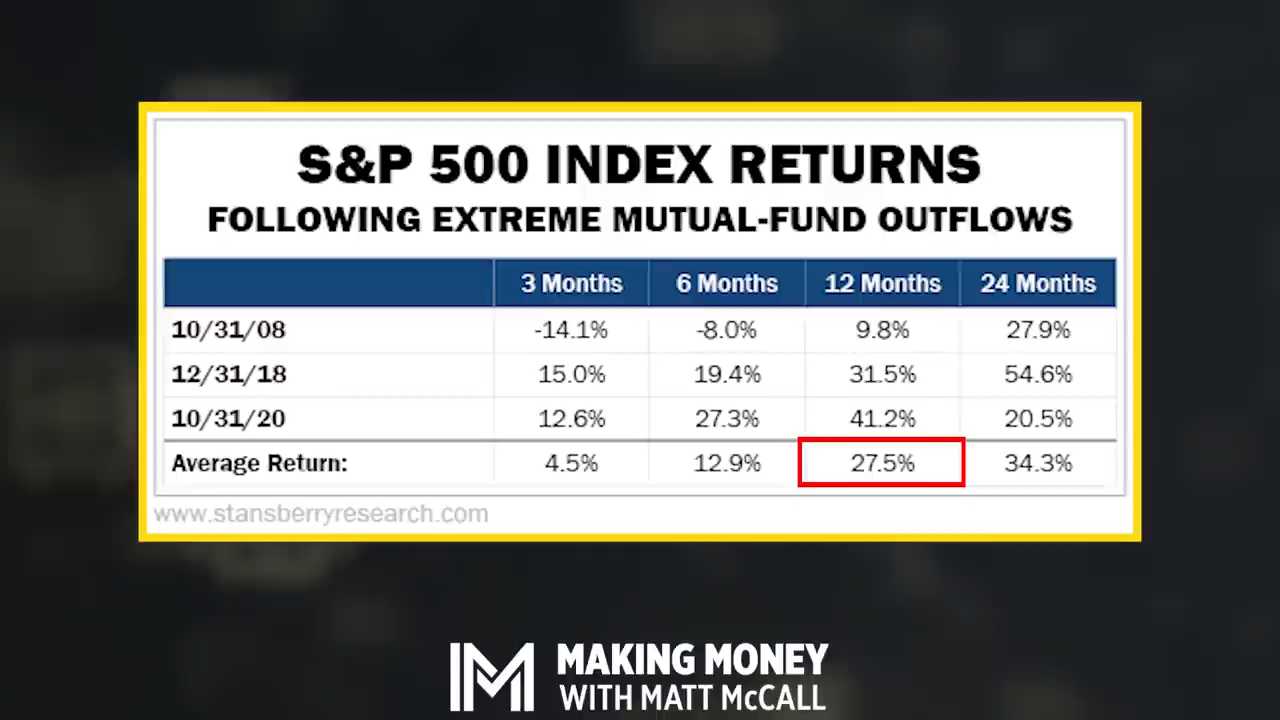 S&P 500 INDEX RETURNS
FOLLOWING EXTREME MUTUAL-FUND OUTFLOWS
3 Months 6 Months 12 Months 24 Months
10/31/08 -14.1% -8.0% 9.8% 27.9%
12/31/18 15.0% 19.4% 31.5% 54.6%
10/31/20 12.6% 27.3% 41.2% 20.5%
Average Return: 4.5% 12.9% 27.5% 34.3%
www.stansberryresearch.com
MAKING MONEY
WITH MATT McCALL